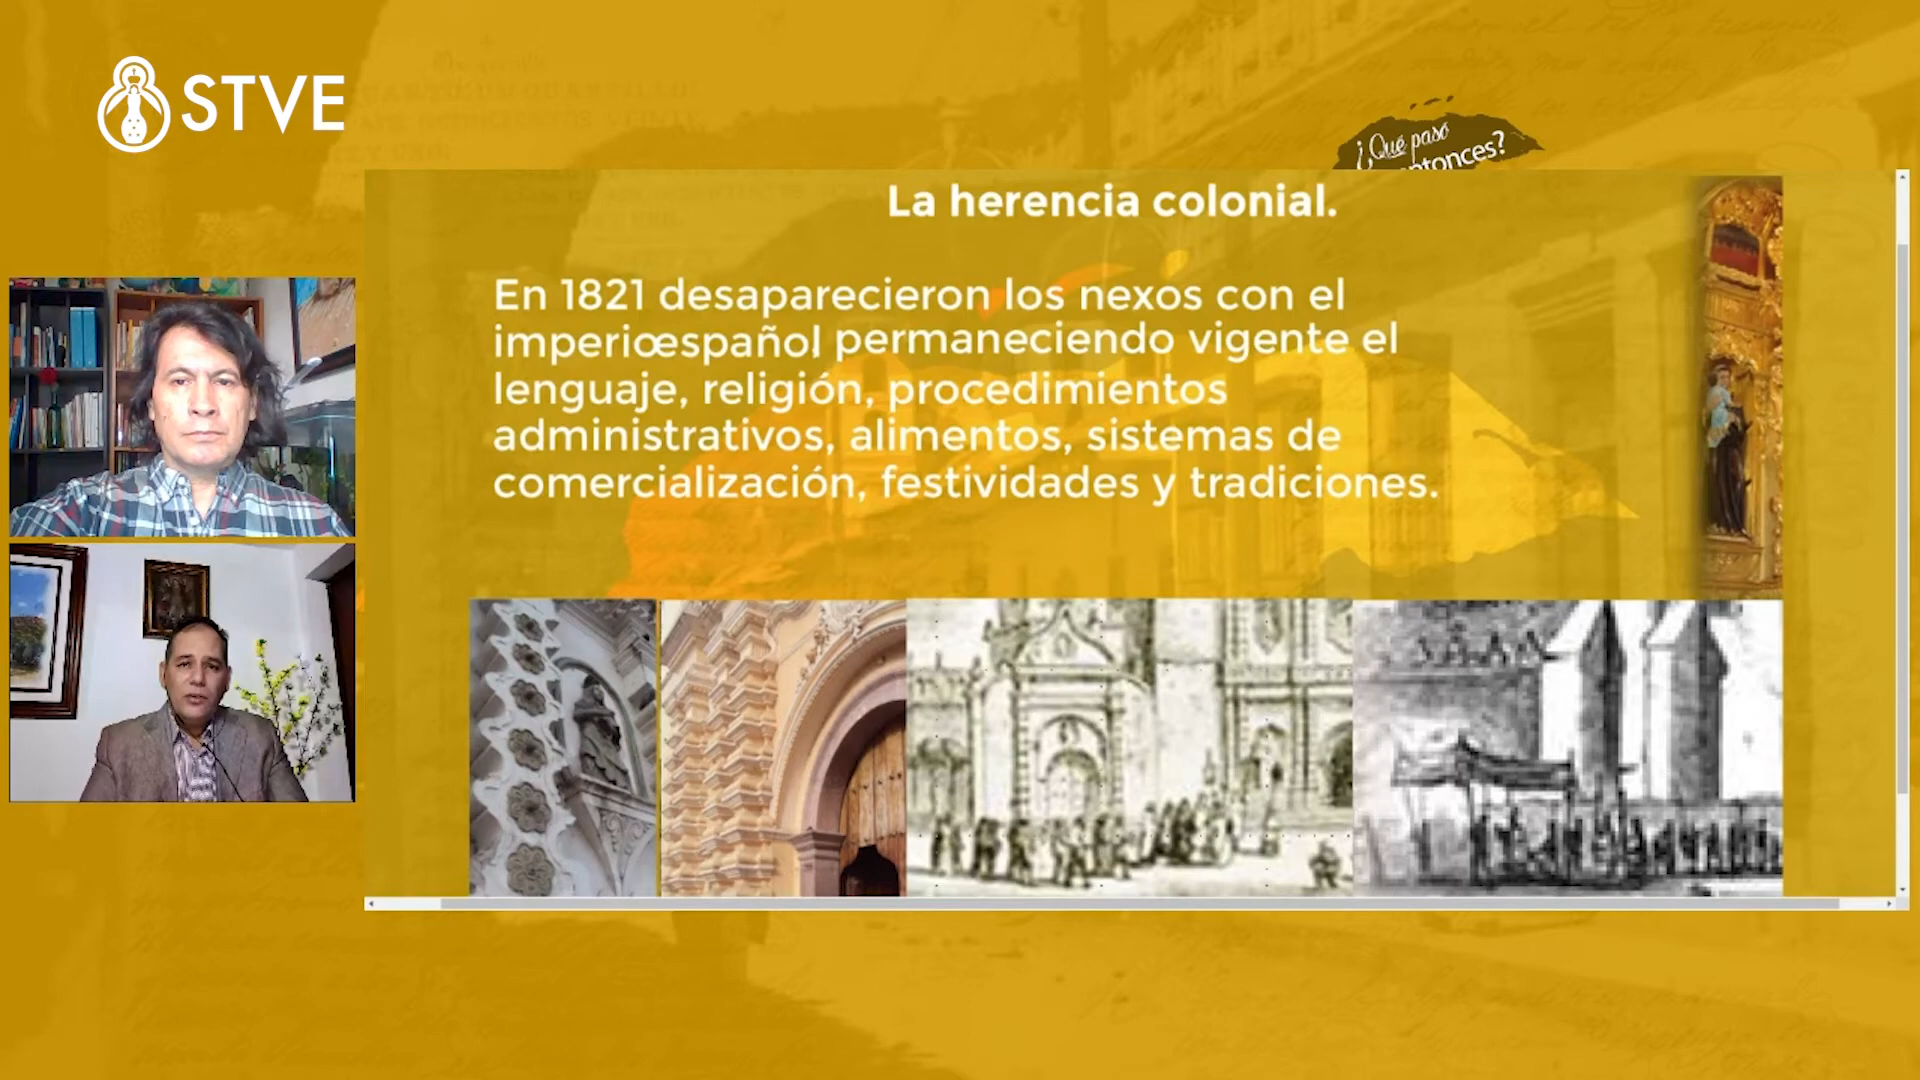 STVE
¿Qué pasó
entonces?
La herencia colonial.
En 1821 desaparecieron los nexos con el
imperioespañol permaneciendo vigente el
lenguaje, religión, procedimientos
administrativos, alimentos, sistemas de
comercialización, festividades y tradiciones.